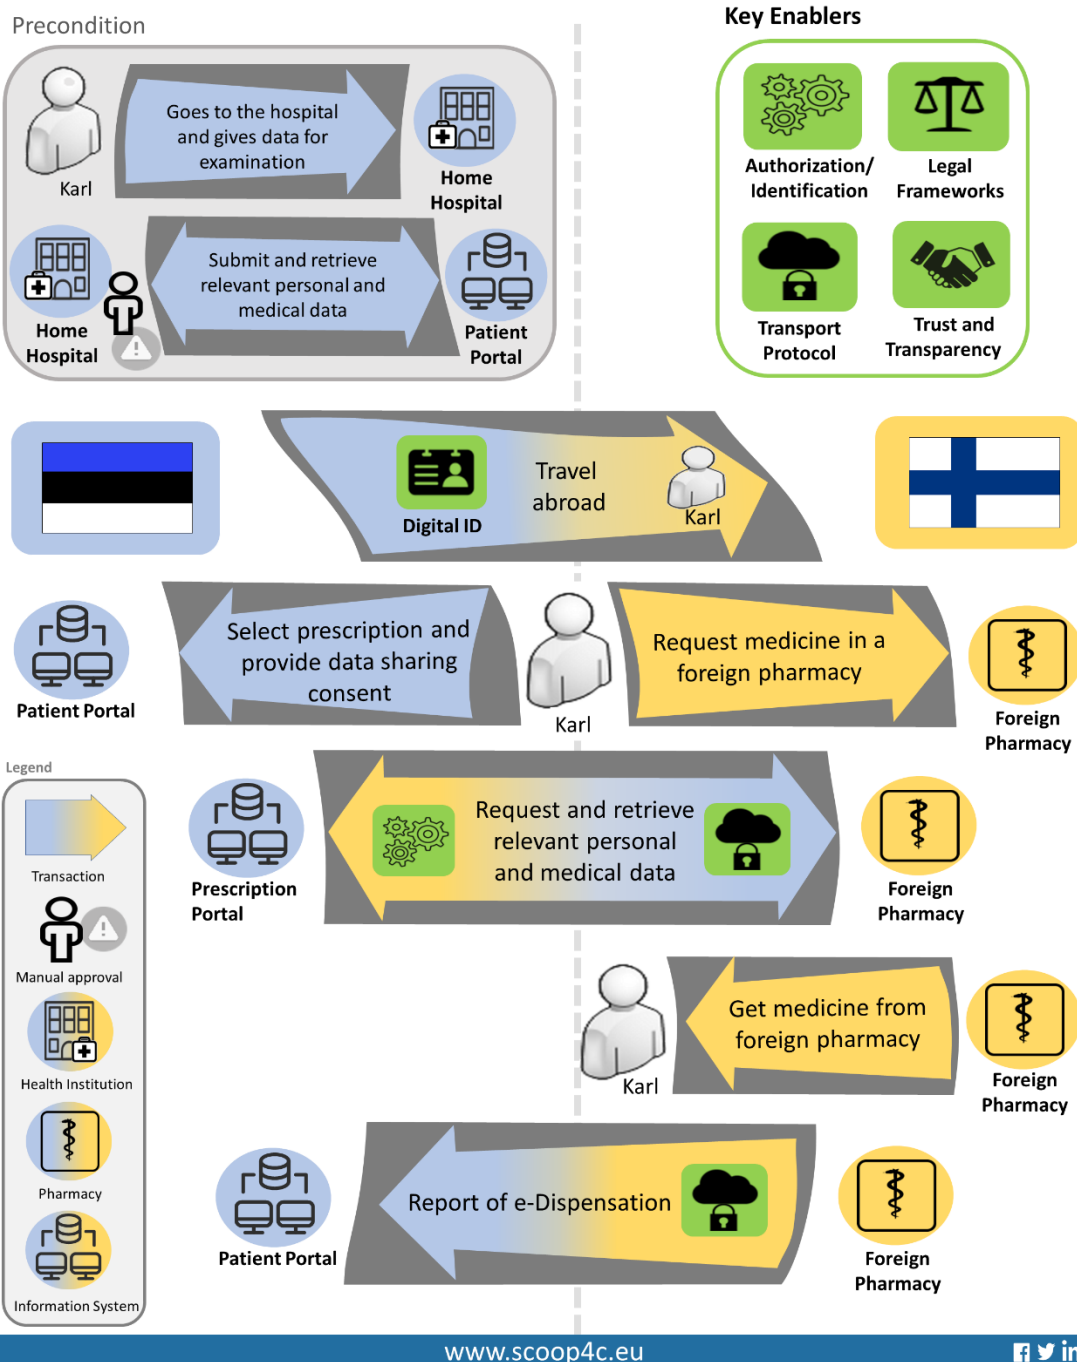 Precondition
Key Enablers
Goes to the hospital
and gives data for
examination
Karl
Home
Hospital
Submit and retrieve
relevant personal and
medical data
Home
Hospital
Patient
Portal
Authorization/
Identification
Legal
Frameworks
Transport
Protocol
Trust and
Transparency
Digital ID
Travel
abroad
Karl
Patient Portal
Select prescription and
provide data sharing
consent
Karl
Request medicine in a
foreign pharmacy
Foreign
Pharmacy
Legend
Transaction
Manual approval
Health Institution
Pharmacy
Information System
Prescription
Portal
Request and retrieve
relevant personal
and medical data
Foreign
Pharmacy
Karl
Get medicine from
foreign pharmacy
Foreign
Pharmacy
Patient Portal
Report of e-Dispensation
Foreign
Pharmacy
www.scoop4c.eu